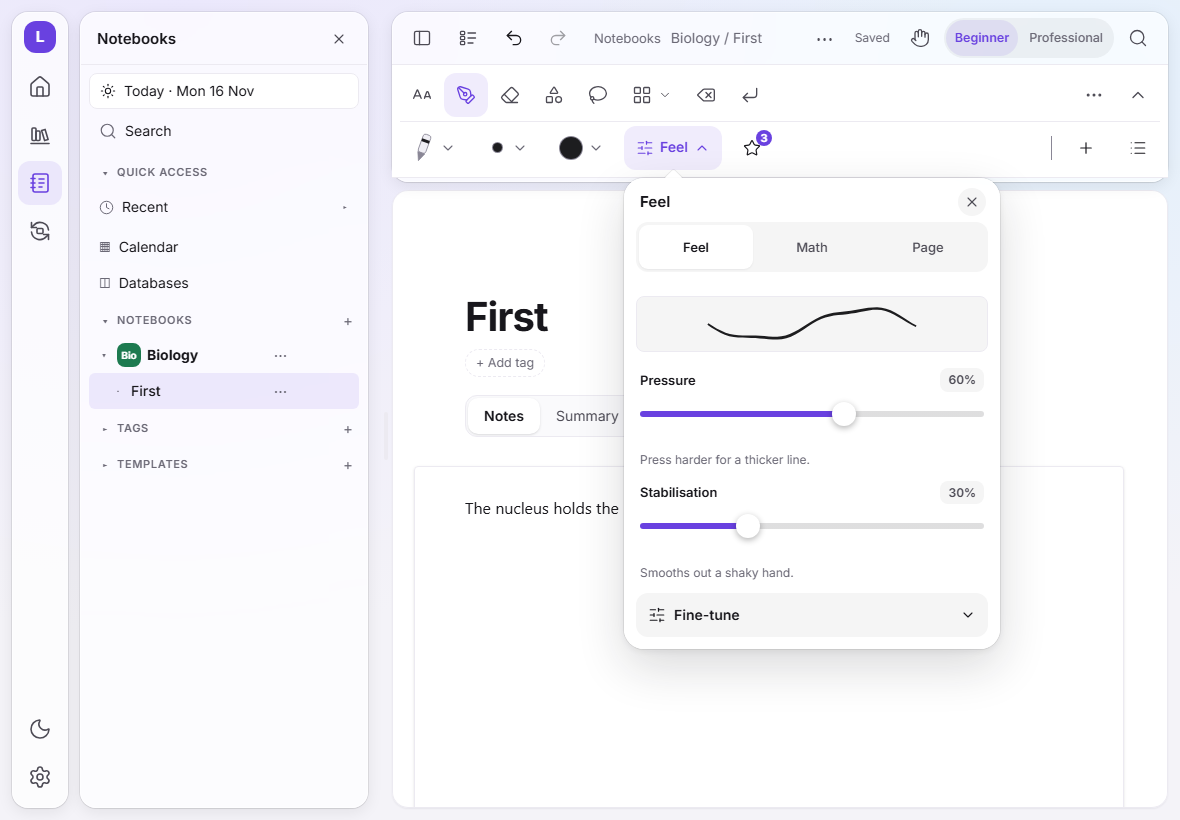 L
Notebooks
Today · Mon 16 Nov
Search
QUICK ACCESS
Recent
Calendar
Databases
NOTEBOOKS
Bio Biology
First
TAGS
TEMPLATES
Notebooks Biology / First
Saved
Beginner Professional
AA
Feel
3
First
+ Add tag
Notes Summary
The nucleus holds the
Feel
Feel Math Page
Pressure 60%
Press harder for a thicker line.
Stabilisation 30%
Smooths out a shaky hand.
Fine-tune